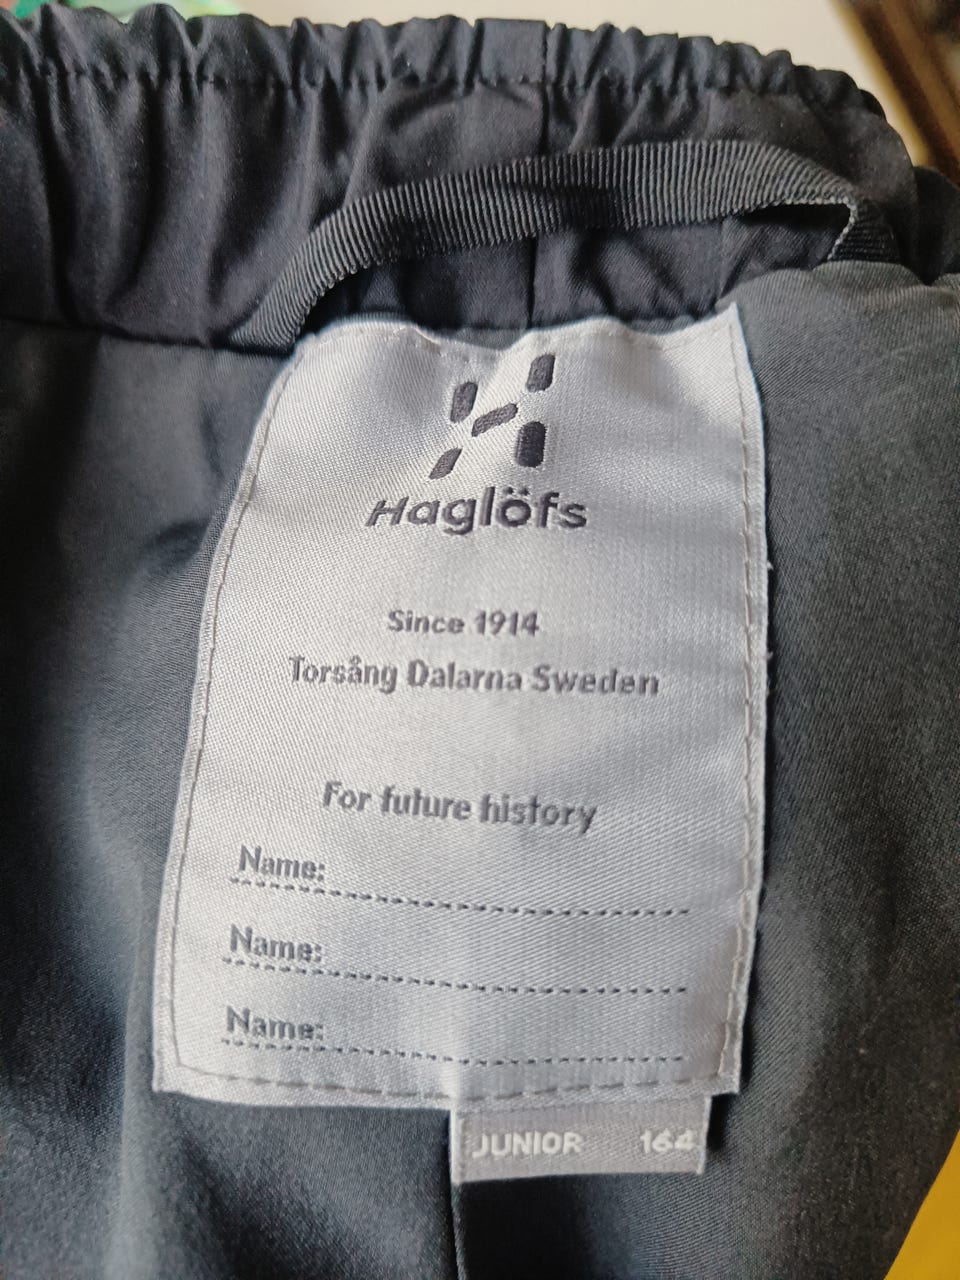 Haglöfs
Since 1914
Torsång Dalarna Sweden
For future history
Name:
Name:
Name:
JUNIOR 164